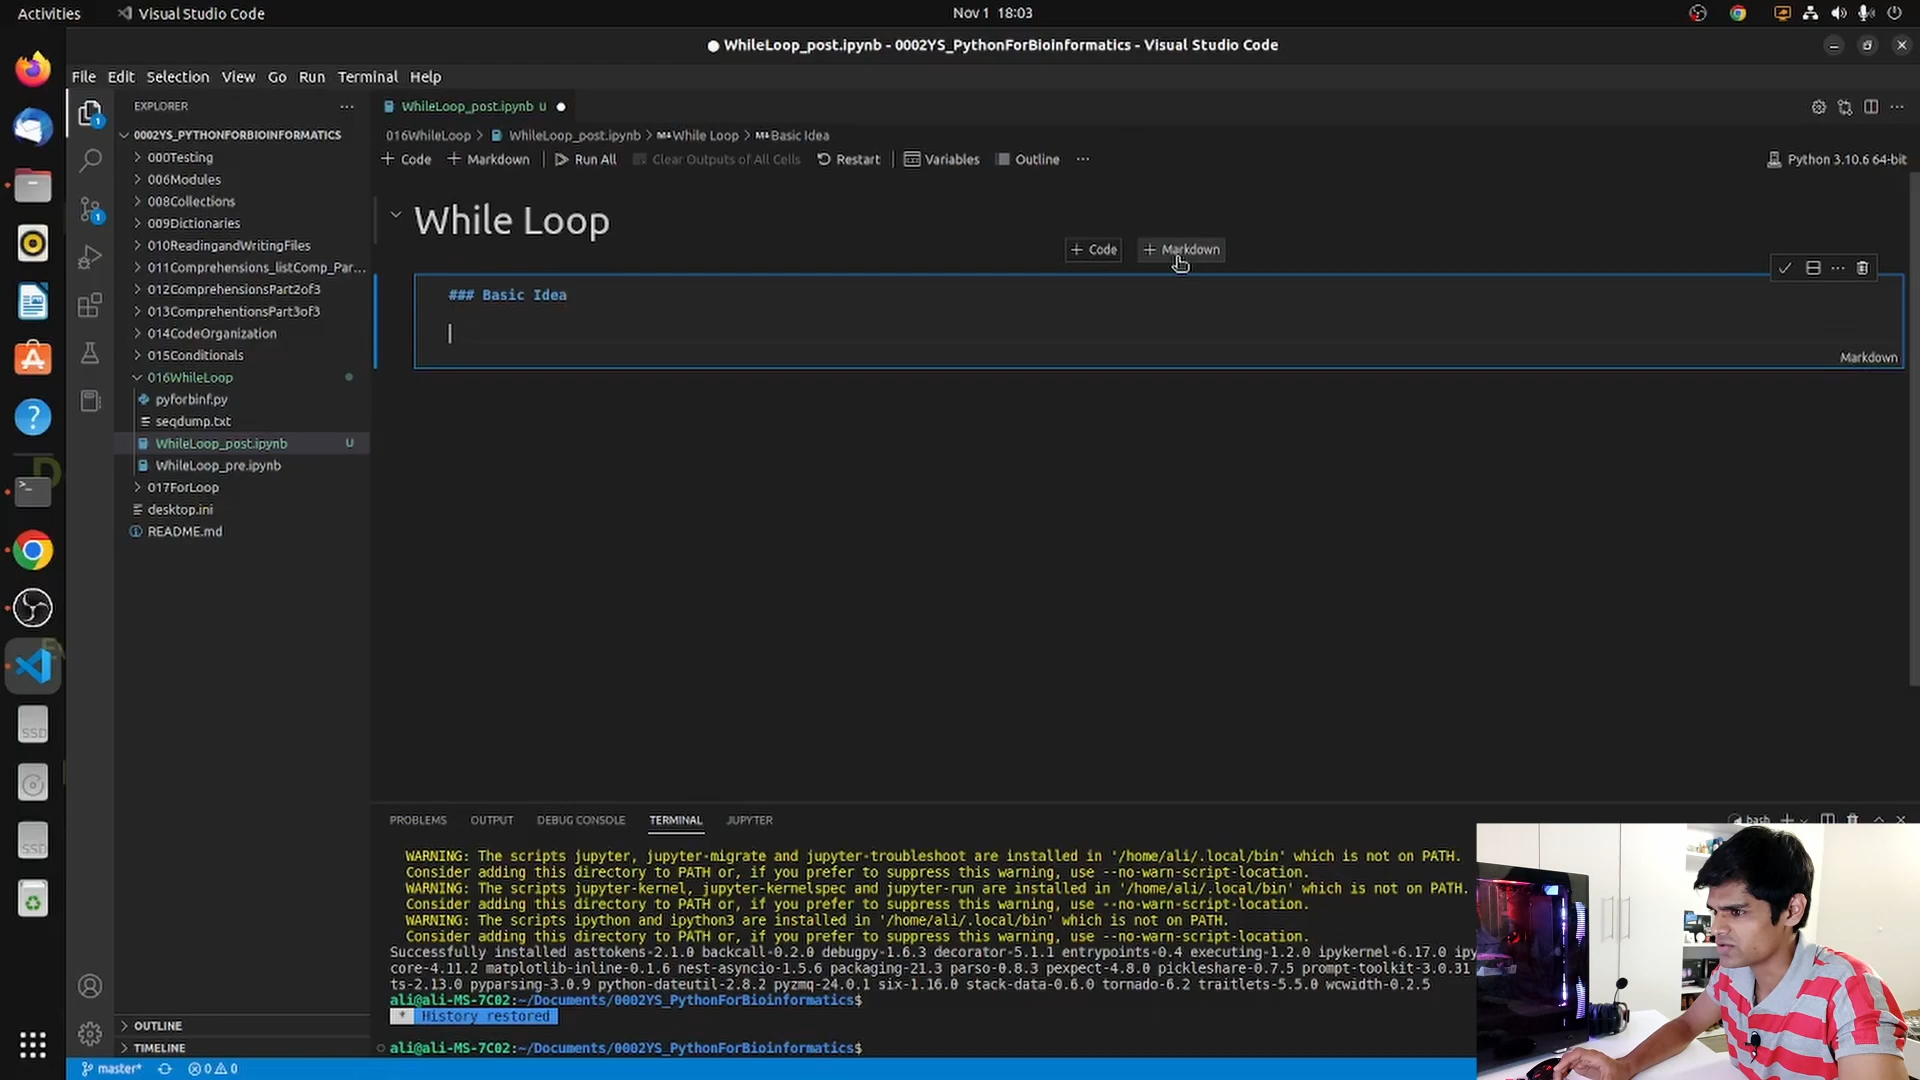 Activities
Visual Studio Code
Nov 1 18:03
WhileLoop_post.ipynb - 0002YS_PythonForBioinformatics - Visual Studio Code
File Edit Selection View Go Run Terminal Help
EXPLORER
0002YS_PYTHONFORBIOINFORMATICS
000Testing
006Modules
008Collections
009Dictionaries
010ReadingandWritingFiles
011Comprehensions_listComp_Par...
012ComprehensionsPart2of3
013ComprehentionsPart3of3
014CodeOrganization
015Conditionals
016WhileLoop
pyforbinf.py
seqdump.txt
WhileLoop_post.ipynb U
WhileLoop_pre.ipynb
017ForLoop
desktop.ini
README.md
OUTLINE
TIMELINE
WhileLoop_post.ipynb U
016WhileLoop > WhileLoop_post.ipynb > M↓While Loop > M↓Basic Idea
+ Code + Markdown Run All Clear Outputs of All Cells Restart Variables Outline ...
Python 3.10.6 64-bit
While Loop
+ Code + Markdown
### Basic Idea
Markdown
PROBLEMS OUTPUT DEBUG CONSOLE TERMINAL JUPYTER
bash
WARNING: The scripts jupyter, jupyter-migrate and jupyter-troubleshoot are installed in '/home/ali/.local/bin' which is not on PATH.
Consider adding this directory to PATH or, if you prefer to suppress this warning, use --no-warn-script-location.
WARNING: The scripts jupyter-kernel, jupyter-kernelspec and jupyter-run are installed in '/home/ali/.local/bin' which is not on PATH.
Consider adding this directory to PATH or, if you prefer to suppress this warning, use --no-warn-script-location.
WARNING: The scripts ipython and ipython3 are installed in '/home/ali/.local/bin' which is not on PATH.
Consider adding this directory to PATH or, if you prefer to suppress this warning, use --no-warn-script-location.
Successfully installed asttokens-2.1.0 backcall-0.2.0 debugpy-1.6.3 decorator-5.1.1 entrypoints-0.4 executing-1.2.0 ipykernel-6.17.0 ipy
core-4.11.2 matplotlib-inline-0.1.6 nest-asyncio-1.5.6 packaging-21.3 parso-0.8.3 pexpect-4.8.0 pickleshare-0.7.5 prompt-toolkit-3.0.31
ts-2.13.0 pyparsing-3.0.9 python-dateutil-2.8.2 pyzmq-24.0.1 six-1.16.0 stack-data-0.6.0 tornado-6.2 traitlets-5.5.0 wcwidth-0.2.5
ali@ali-MS-7C02:~/Documents/0002YS_PythonForBioinformatics$
* History restored
ali@ali-MS-7C02:~/Documents/0002YS_PythonForBioinformatics$
master* 0 0
SSD
SSD